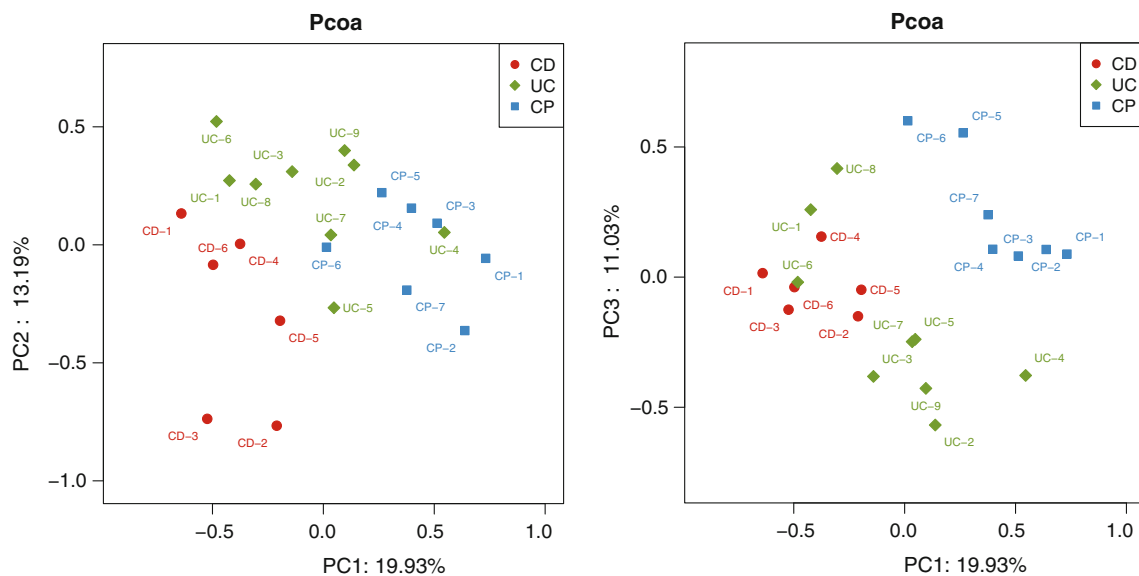 Pcoa
CD
UC
CP
UC−6
UC−9
UC−3
UC−2
CP−5
UC−1
UC−8
CP−3
CP−4
CD−1
UC−7
CD−6
UC−4
CD−4
CP−6
CP−1
CP−7
UC−5
CD−5
CP−2
CD−3
CD−2
0.5
0.0
−0.5
−1.0
PC2 : 13.19%
−0.5 0.0 0.5 1.0
PC1: 19.93%
Pcoa
CD
UC
CP
CP−5
CP−6
UC−8
CP−7
UC−1
CD−4
CP−3
CP−1
UC−6
CP−4
CP−2
CD−1
CD−5
CD−6
CD−3
CD−2
UC−7
UC−5
UC−3
UC−4
UC−9
UC−2
0.5
0.0
−0.5
PC3 : 11.03%
−0.5 0.0 0.5 1.0
PC1: 19.93%